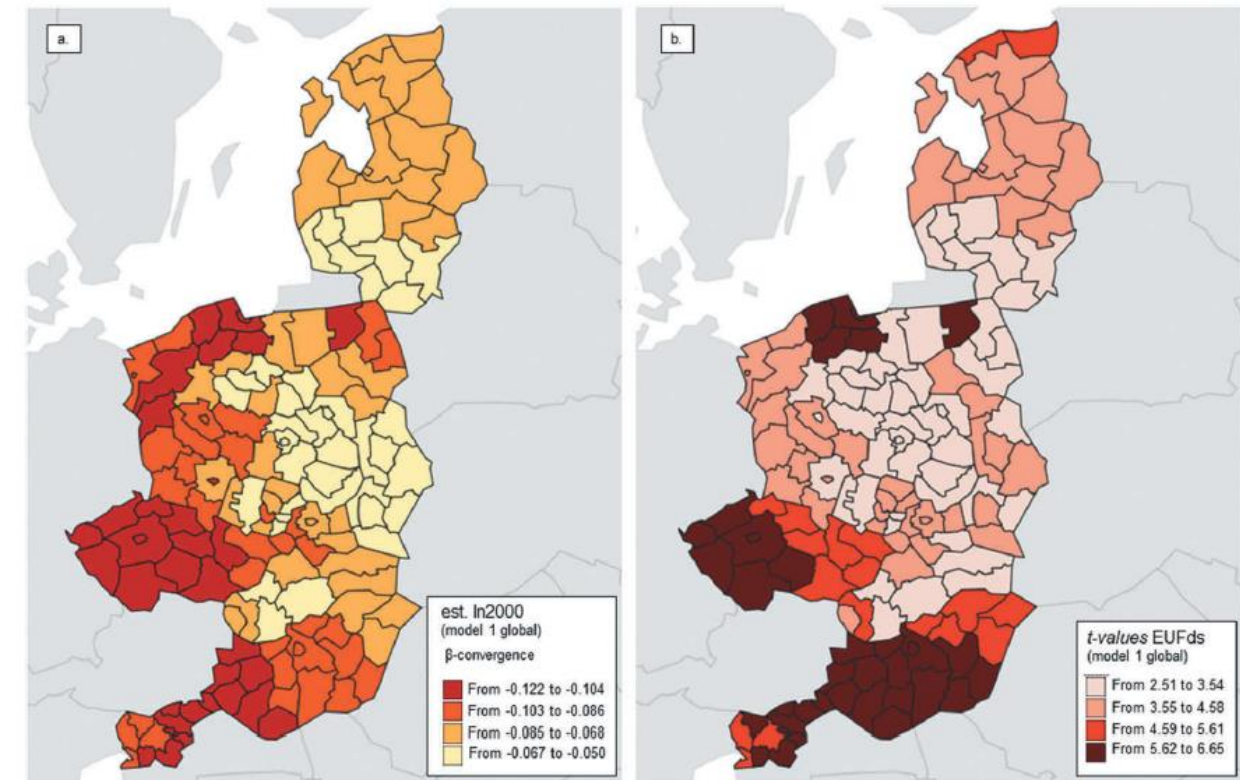 a.
est. ln2000
(model 1 global)
β-convergence
From -0.122 to -0.104
From -0.103 to -0.086
From -0.085 to -0.068
From -0.067 to -0.050
b.
t-values EUFds
(model 1 global)
From 2.51 to 3.54
From 3.55 to 4.58
From 4.59 to 5.61
From 5.62 to 6.65